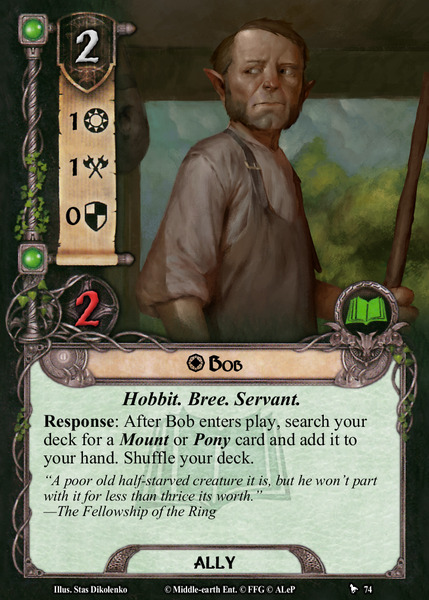 2
1
1
0
2
Bob
Hobbit. Bree. Servant.
Response: After Bob enters play, search your
deck for a Mount or Pony card and add it to
your hand. Shuffle your deck.
“A poor old half-starved creature it is, but he won’t part
with it for less than thrice its worth.”
—The Fellowship of the Ring
ALLY
Illus. Stas Dikolenko © Middle-earth Ent. © FFG © ALeP 74